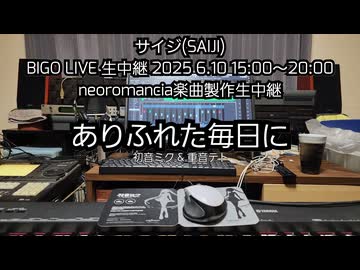 サイジ(SAIJI)
BIGO LIVE 生中継 2025 6.10 15:00～20:00
neoromancia楽曲製作生中継
ありふれた毎日に
初音ミク & 重音テト
YAMAHA